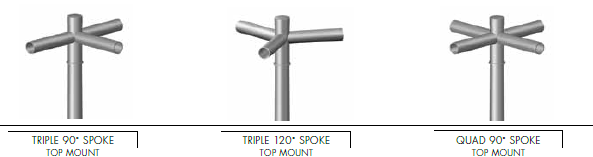 TRIPLE 90° SPOKE
TOP MOUNT
TRIPLE 120° SPOKE
TOP MOUNT
QUAD 90° SPOKE
TOP MOUNT